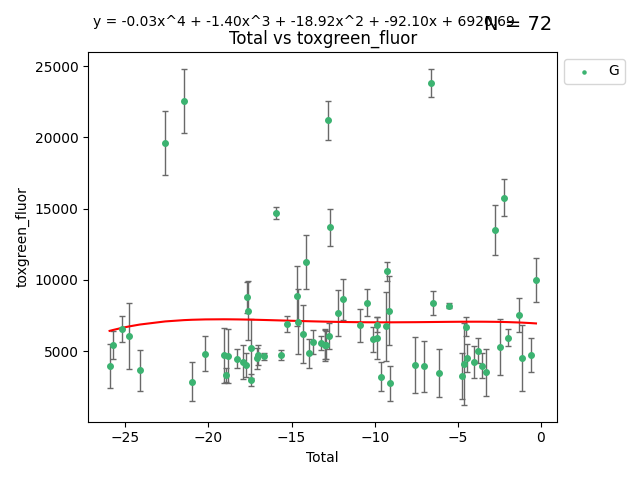 y = -0.03x^4 + -1.40x^3 + -18.92x^2 + -92.10x + 6920.69
N = 72
Total vs toxgreen_fluor
G
25000
20000
15000
10000
5000
toxgreen_fluor
−25 −20 −15 −10 −5 0
Total